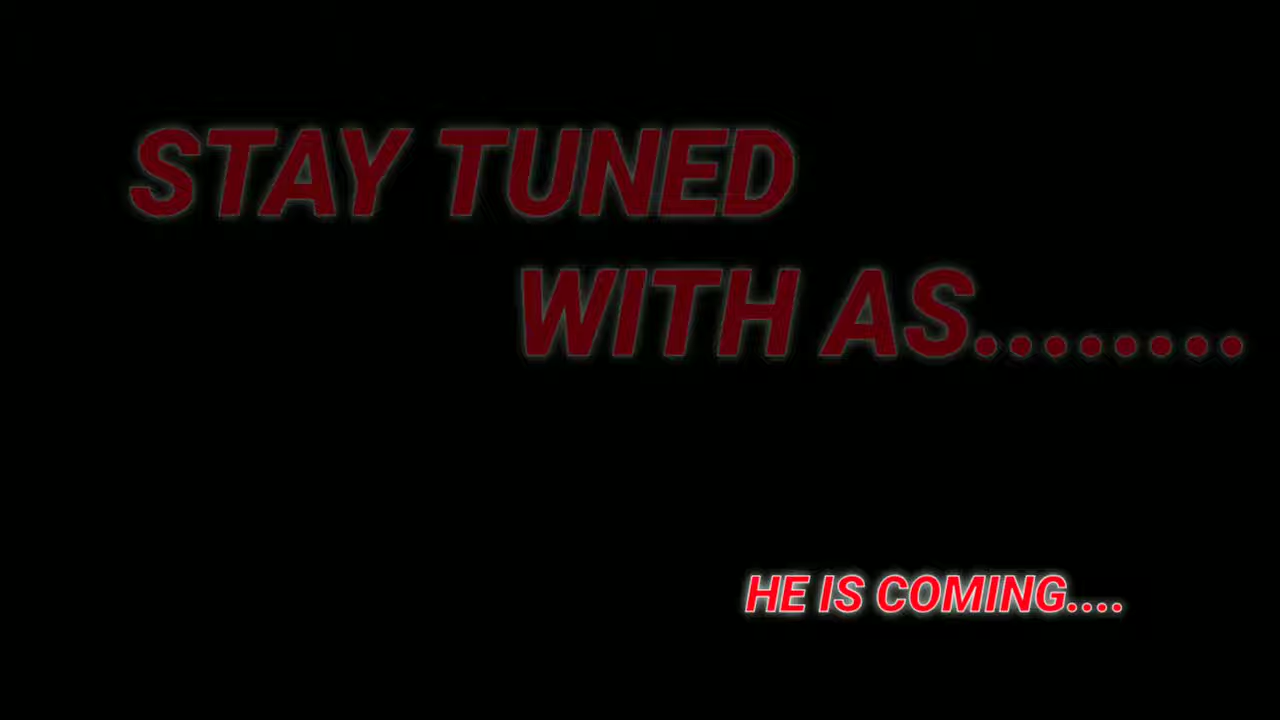 STAY TUNED
WITH AS........
HE IS COMING....